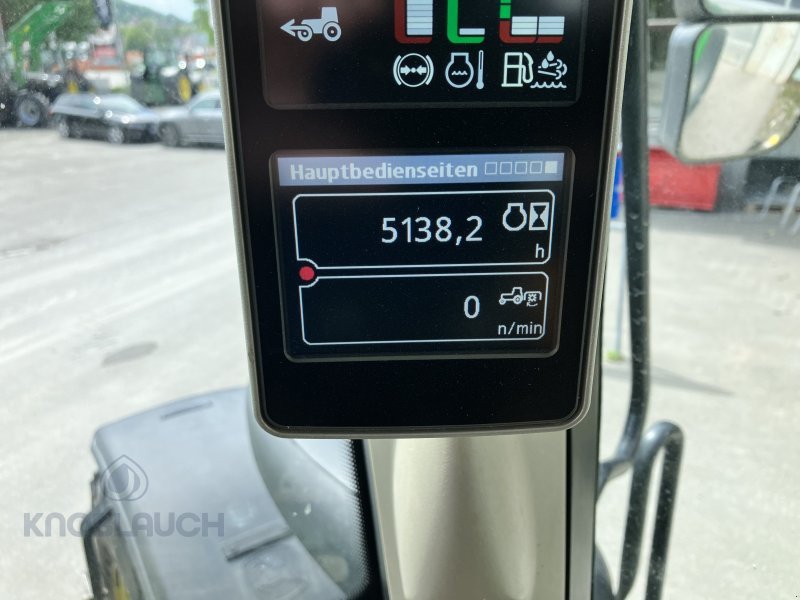 Hauptbedienseiten
5138,2
h
0
n/min
KNOBLAUCH